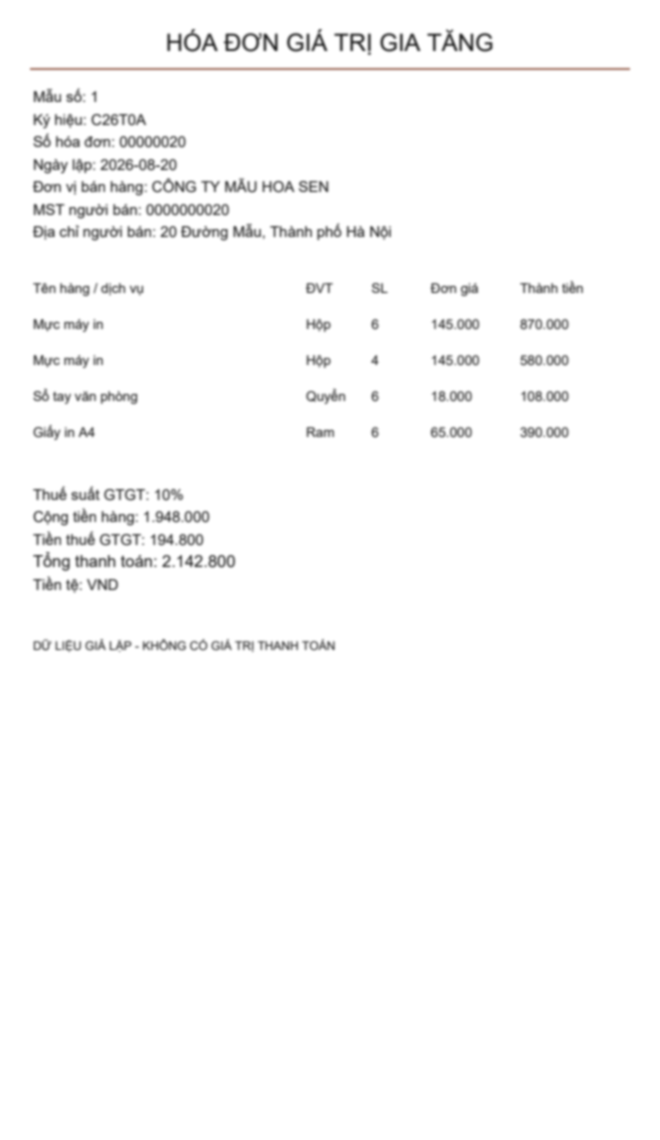 HÓA ĐƠN GIÁ TRỊ GIA TĂNG
Mẫu số: 1
Ký hiệu: C26T0A
Số hóa đơn: 00000020
Ngày lập: 2026-08-20
Đơn vị bán hàng: CÔNG TY MẪU HOA SEN
MST người bán: 0000000020
Địa chỉ người bán: 20 Đường Mẫu, Thành phố Hà Nội
Tên hàng / dịch vụ ĐVT SL Đơn giá Thành tiền
Mực máy in Hộp 6 145.000 870.000
Mực máy in Hộp 4 145.000 580.000
Sổ tay văn phòng Quyển 6 18.000 108.000
Giấy in A4 Ram 6 65.000 390.000
Thuế suất GTGT: 10%
Cộng tiền hàng: 1.948.000
Tiền thuế GTGT: 194.800
Tổng thanh toán: 2.142.800
Tiền tệ: VND
DỮ LIỆU GIẢ LẬP - KHÔNG CÓ GIÁ TRỊ THANH TOÁN